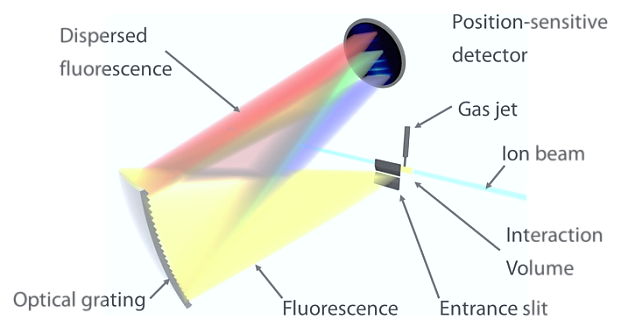 Dispersed
fluorescence
Position-sensitive
detector
Gas jet
Ion beam
Interaction
Volume
Optical grating
Fluorescence
Entrance slit